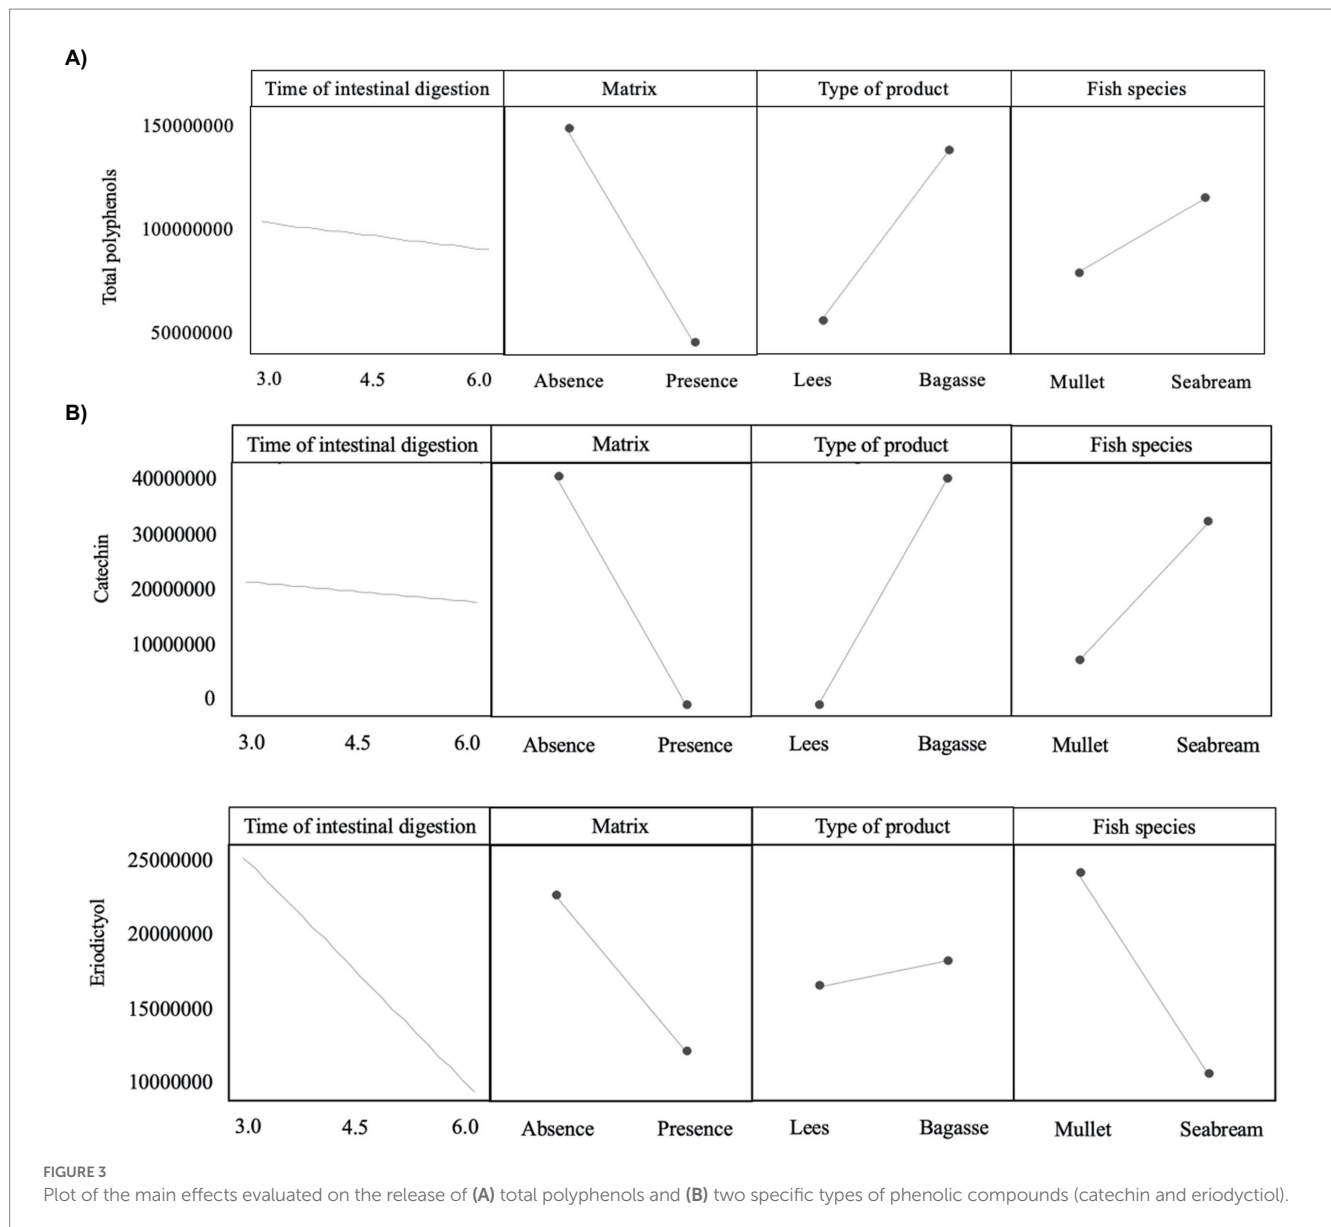 A)
Time of intestinal digestion Matrix Type of product Fish species
150000000
100000000
50000000
Total polyphenols
3.0 4.5 6.0 Absence Presence Lees Bagasse Mullet Seabream
B)
Time of intestinal digestion Matrix Type of product Fish species
40000000
30000000
20000000
10000000
0
Catechin
3.0 4.5 6.0 Absence Presence Lees Bagasse Mullet Seabream
Time of intestinal digestion Matrix Type of product Fish species
25000000
20000000
15000000
10000000
Eriodictyol
3.0 4.5 6.0 Absence Presence Lees Bagasse Mullet Seabream
FIGURE 3
Plot of the main effects evaluated on the release of (A) total polyphenols and (B) two specific types of phenolic compounds (catechin and eriodyctiol).